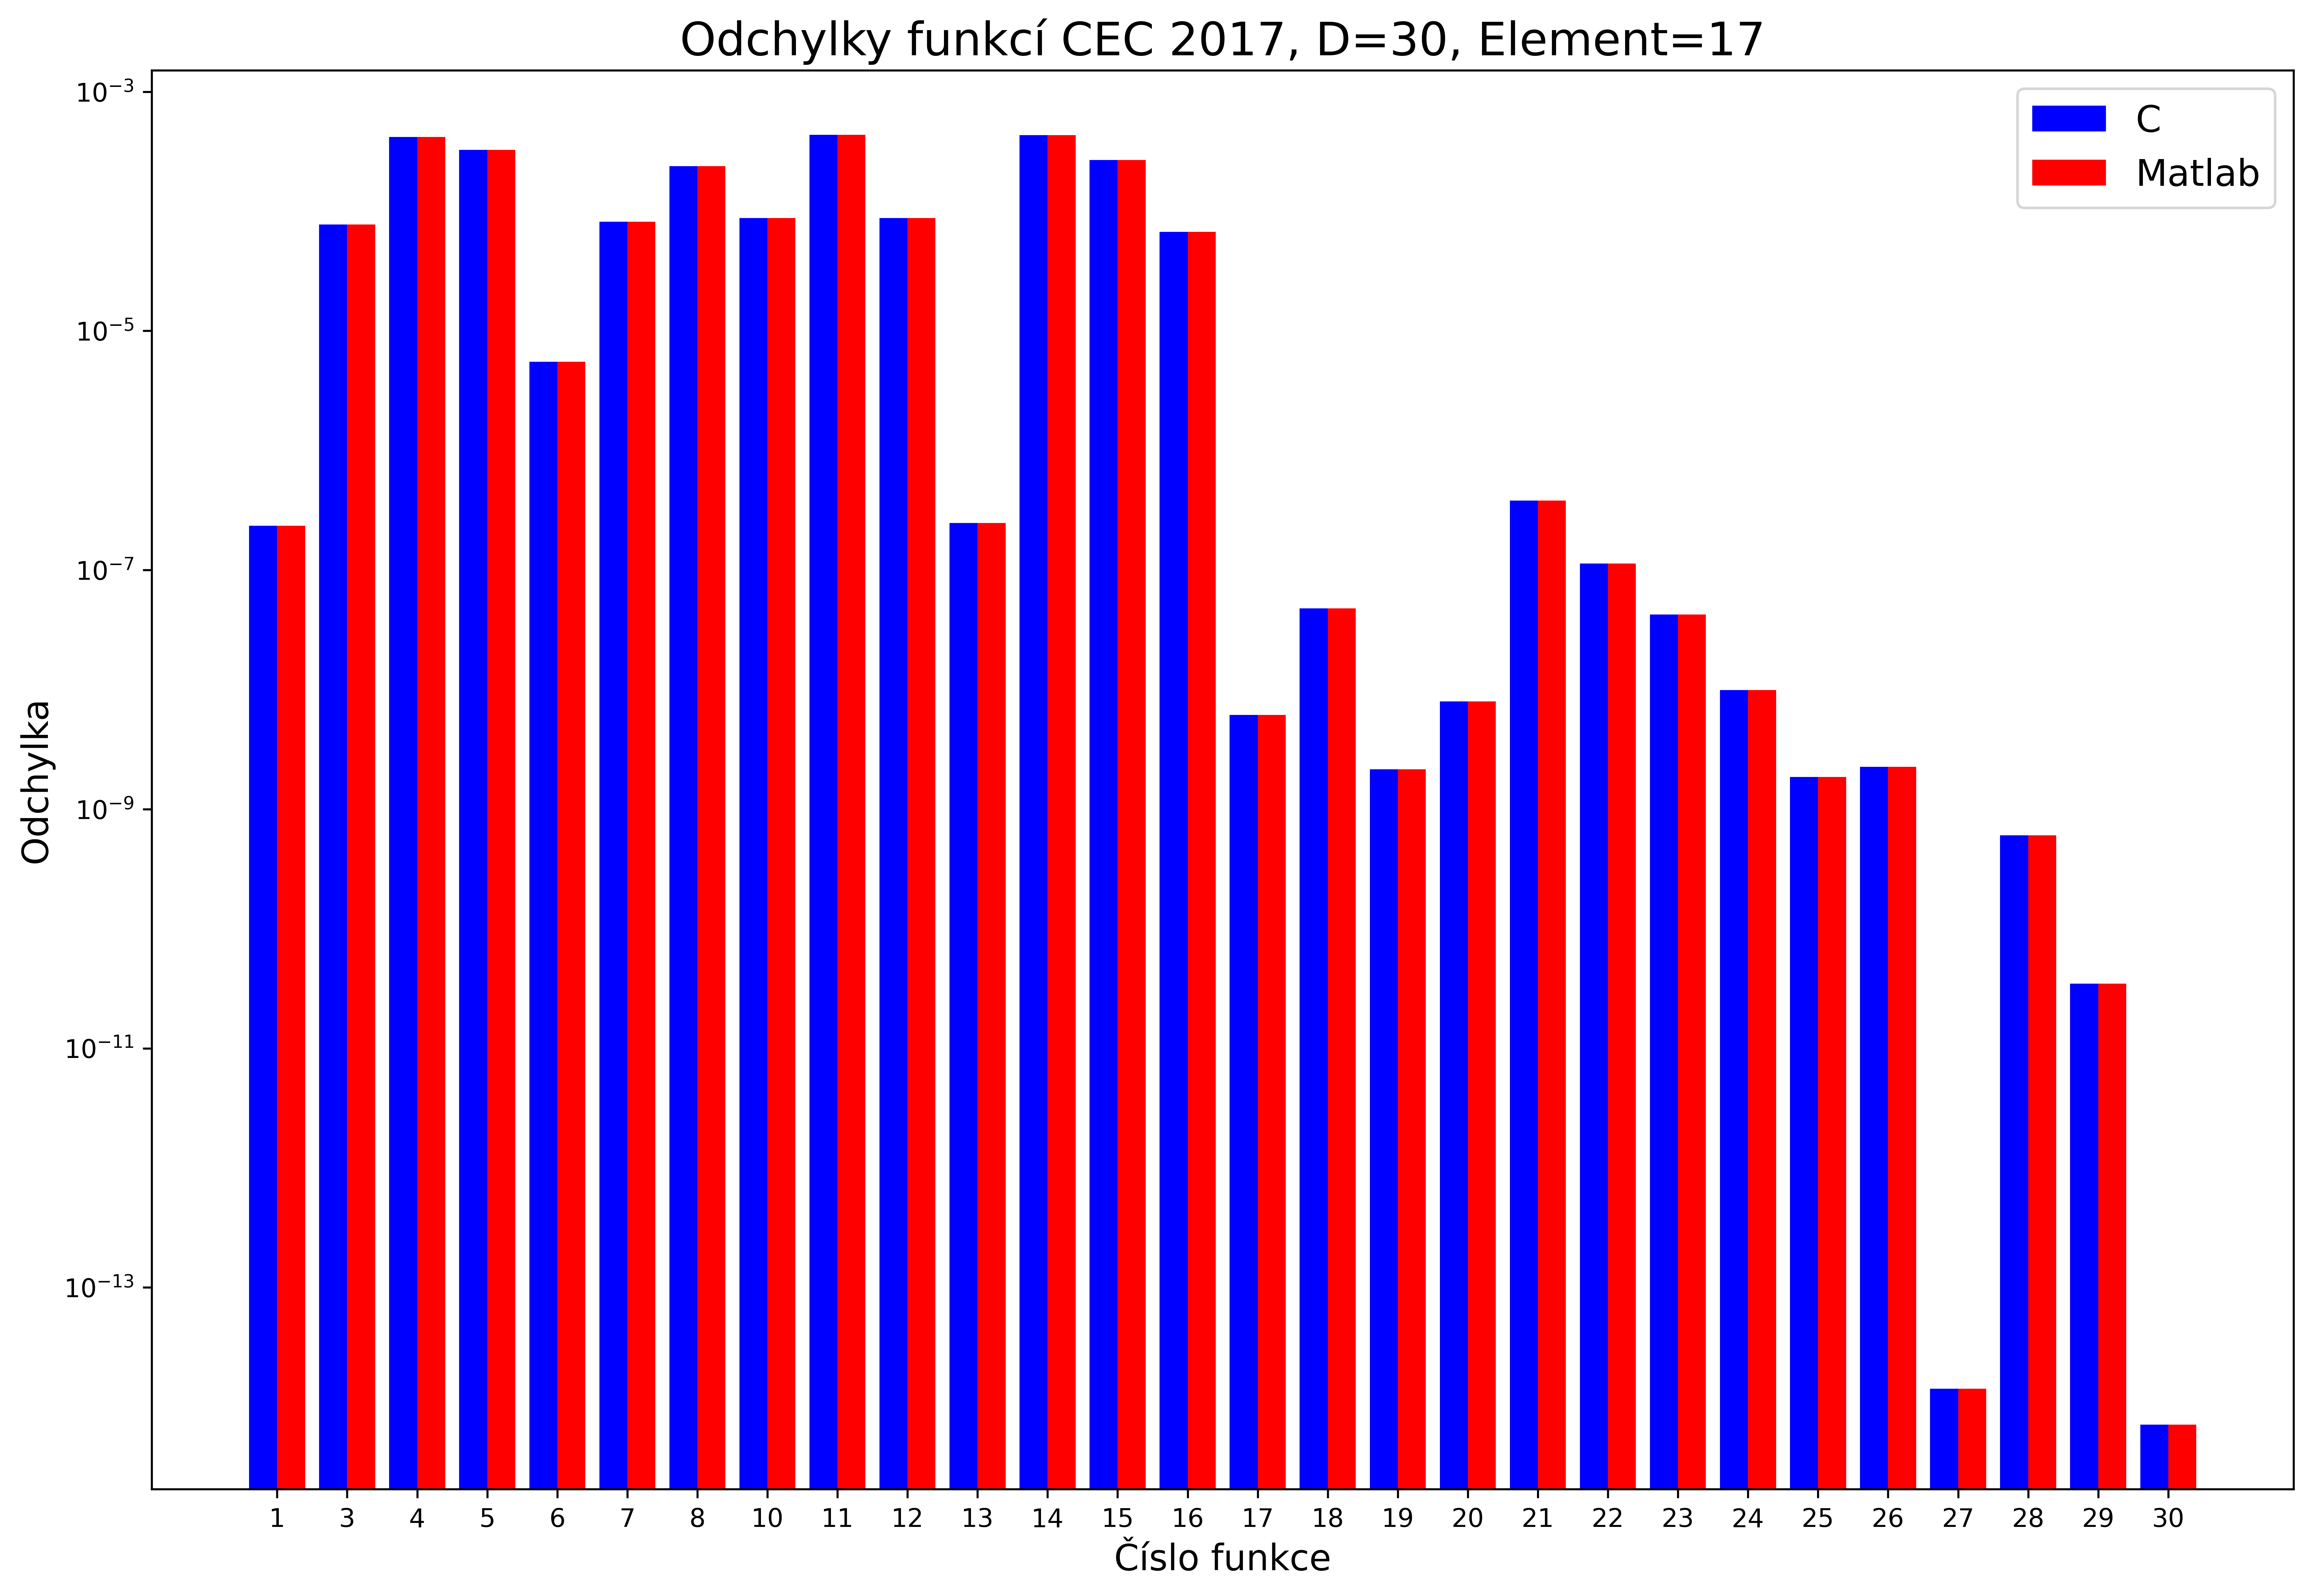 Odchylky funkcí CEC 2017, D=30, Element=17
C
Matlab
Odchylka
10⁻³
10⁻⁵
10⁻⁷
10⁻⁹
10⁻¹¹
10⁻¹³
1 3 4 5 6 7 8 10 11 12 13 14 15 16 17 18 19 20 21 22 23 24 25 26 27 28 29 30
Číslo funkce